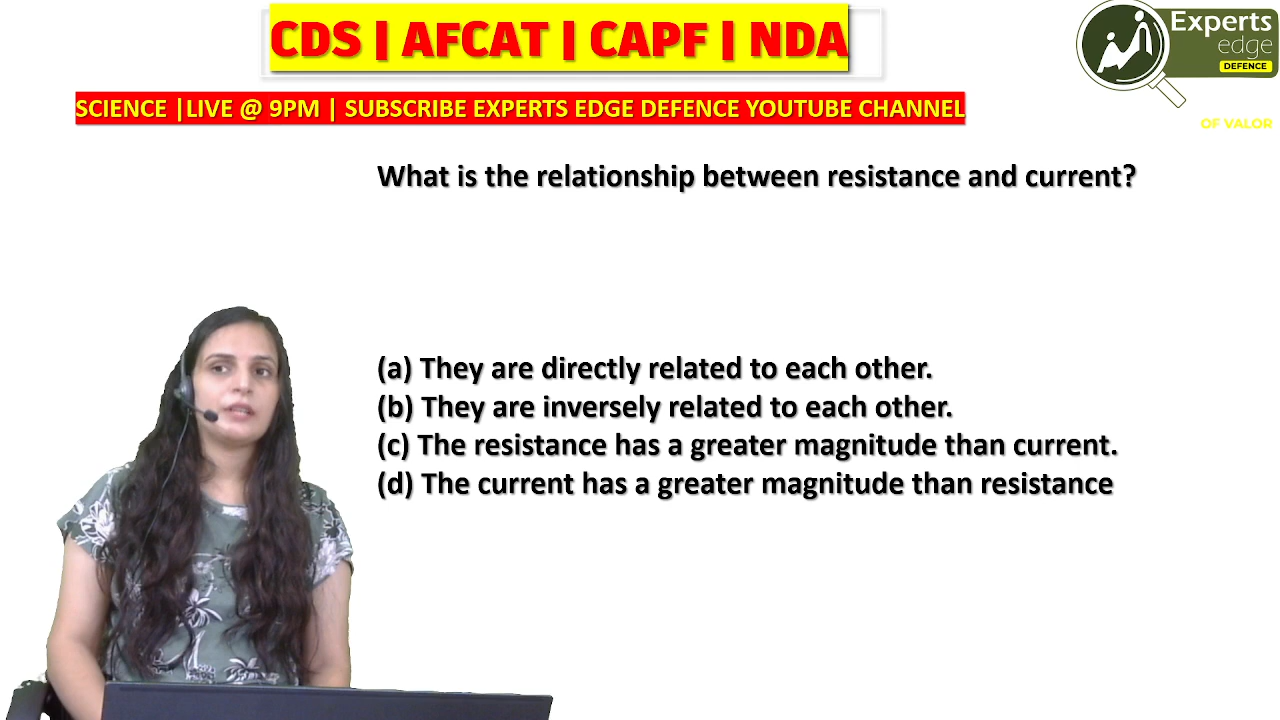 CDS | AFCAT | CAPF | NDA
Experts
edge
DEFENCE
SCIENCE |LIVE @ 9PM | SUBSCRIBE EXPERTS EDGE DEFENCE YOUTUBE CHANNEL
OF VALOR
What is the relationship between resistance and current?
(a) They are directly related to each other.
(b) They are inversely related to each other.
(c) The resistance has a greater magnitude than current.
(d) The current has a greater magnitude than resistance